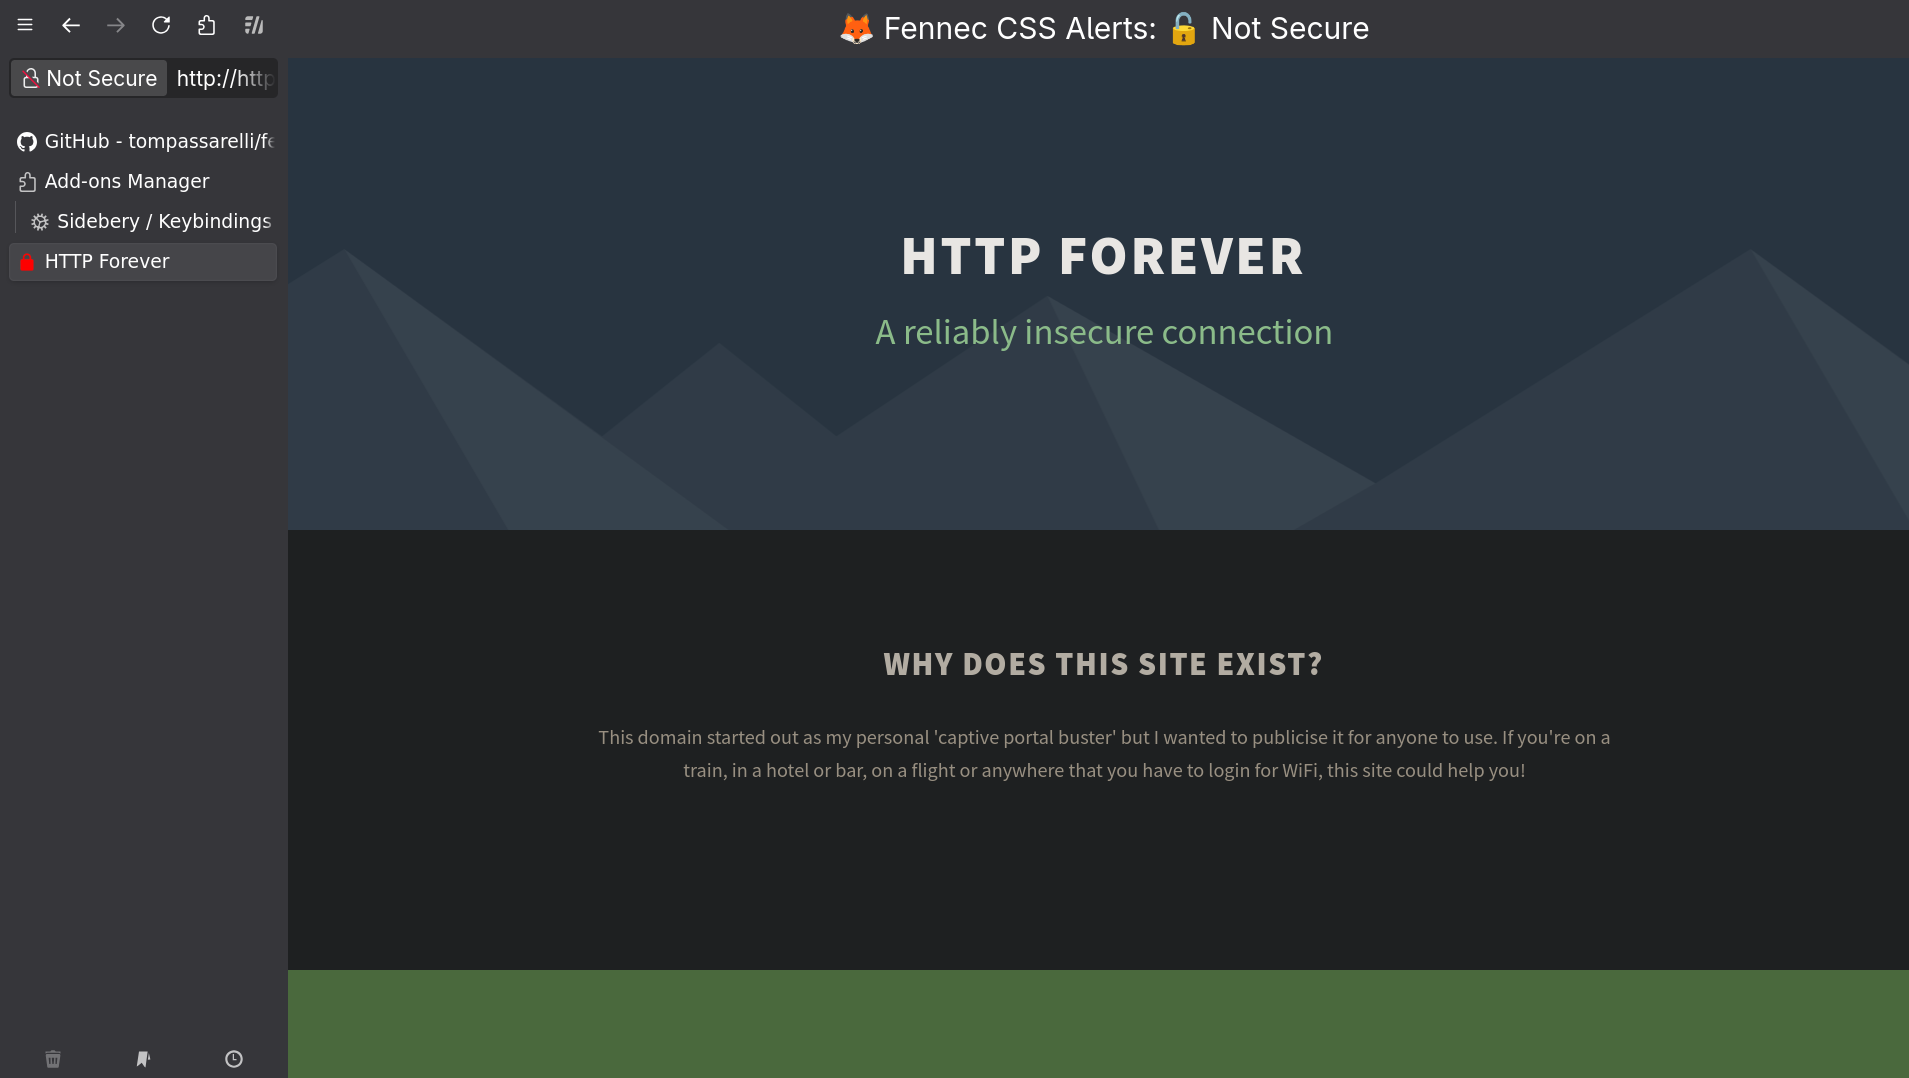 🦊 Fennec CSS Alerts: 🔓 Not Secure
Not Secure http://http
GitHub - tompassarelli/fe
Add-ons Manager
Sidebery / Keybindings
HTTP Forever
HTTP FOREVER
A reliably insecure connection
WHY DOES THIS SITE EXIST?
This domain started out as my personal 'captive portal buster' but I wanted to publicise it for anyone to use. If you're on a
train, in a hotel or bar, on a flight or anywhere that you have to login for WiFi, this site could help you!